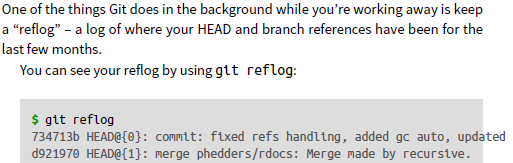 One of the things Git does in the background while you’re working away is keep
a “reflog” – a log of where your HEAD and branch references have been for the
last few months.
You can see your reflog by using git reflog:
$ git reflog
734713b HEAD@{0}: commit: fixed refs handling, added gc auto, updated
d921970 HEAD@{1}: merge phedders/rdocs: Merge made by recursive.